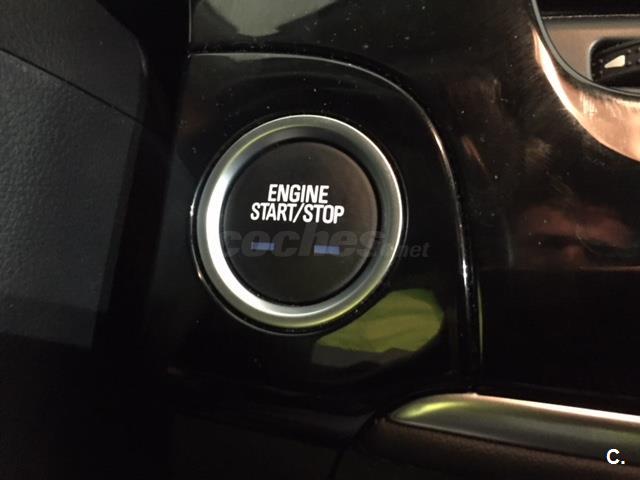 ENGINE
START/STOP
coches.net
C.